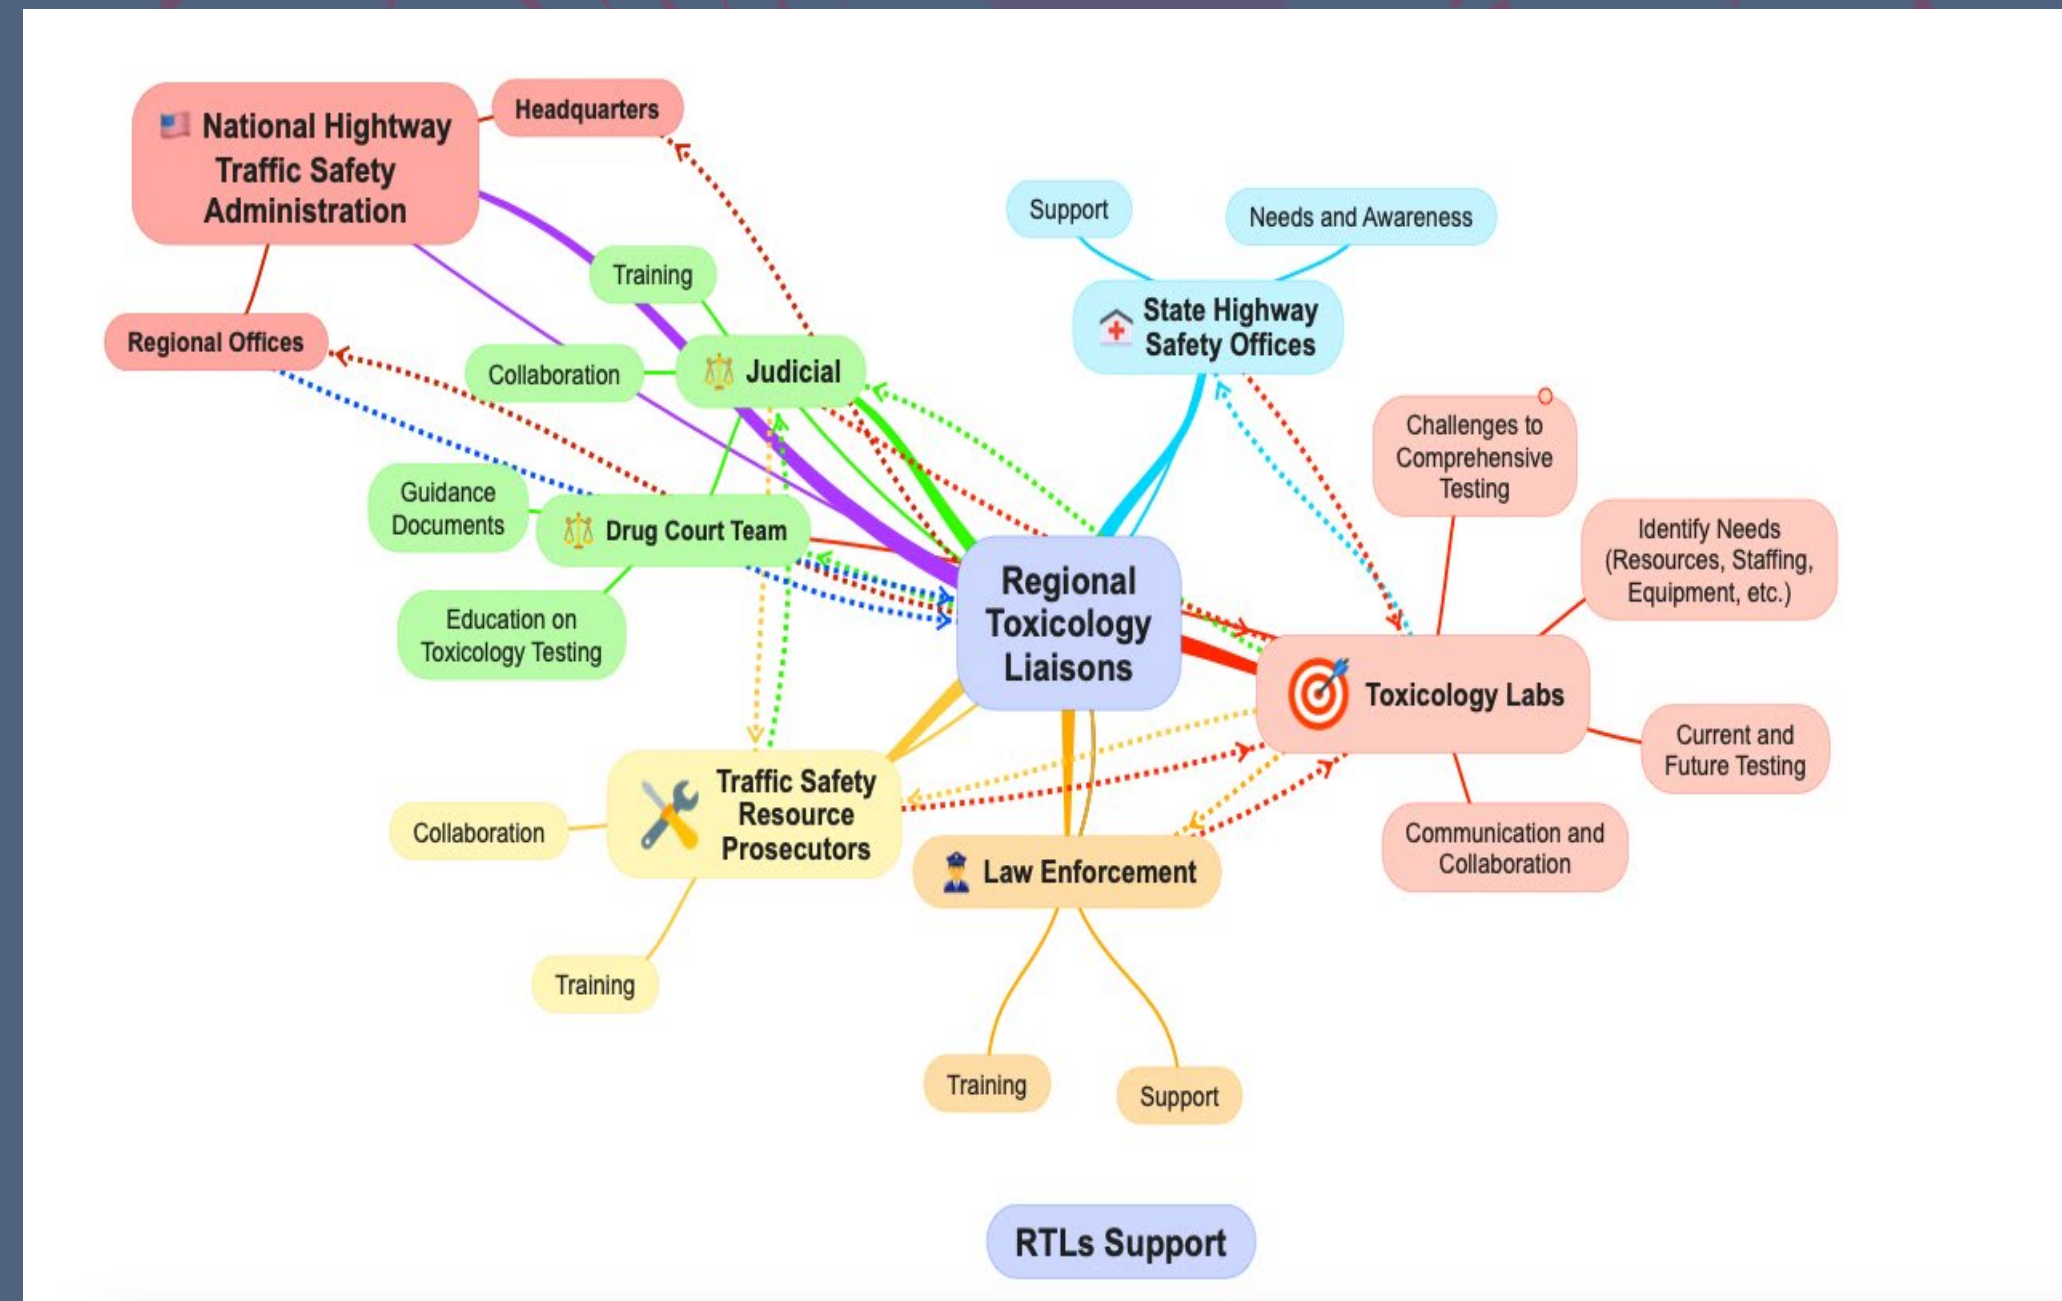 National Hightway
Traffic Safety
Administration
Headquarters
Regional Offices
Training
Collaboration
Judicial
Guidance
Documents
Drug Court Team
Education on
Toxicology Testing
Support
Needs and Awareness
State Highway
Safety Offices
Challenges to
Comprehensive
Testing
Identify Needs
(Resources, Staffing,
Equipment, etc.)
Regional
Toxicology
Liaisons
Toxicology Labs
Current and
Future Testing
Communication and
Collaboration
Traffic Safety
Resource
Prosecutors
Collaboration
Training
Law Enforcement
Training
Support
RTLs Support